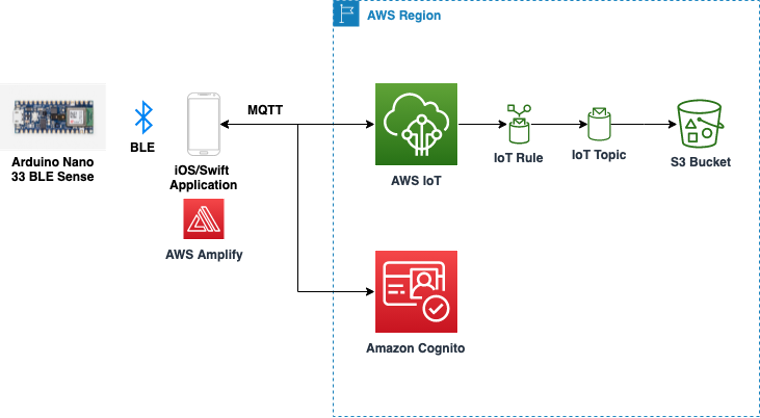 AWS Region
MQTT
BLE
Arduino Nano
33 BLE Sense
iOS/Swift
Application
AWS Amplify
AWS IoT
IoT Rule
IoT Topic
S3 Bucket
Amazon Cognito